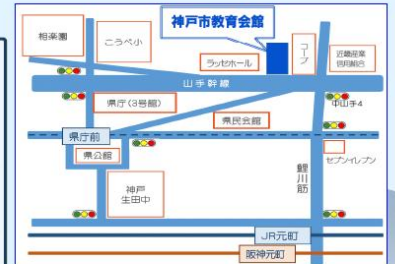 神戸市教育会館
相楽園
こうべ小
ラッセホール
コープ
近畿産業
信用組合
山手幹線
県庁(3号館)
中山手4
県民会館
県庁前
県公館
セブンイレブン
鯉川筋
神戸
生田中
JR元町
阪神元町